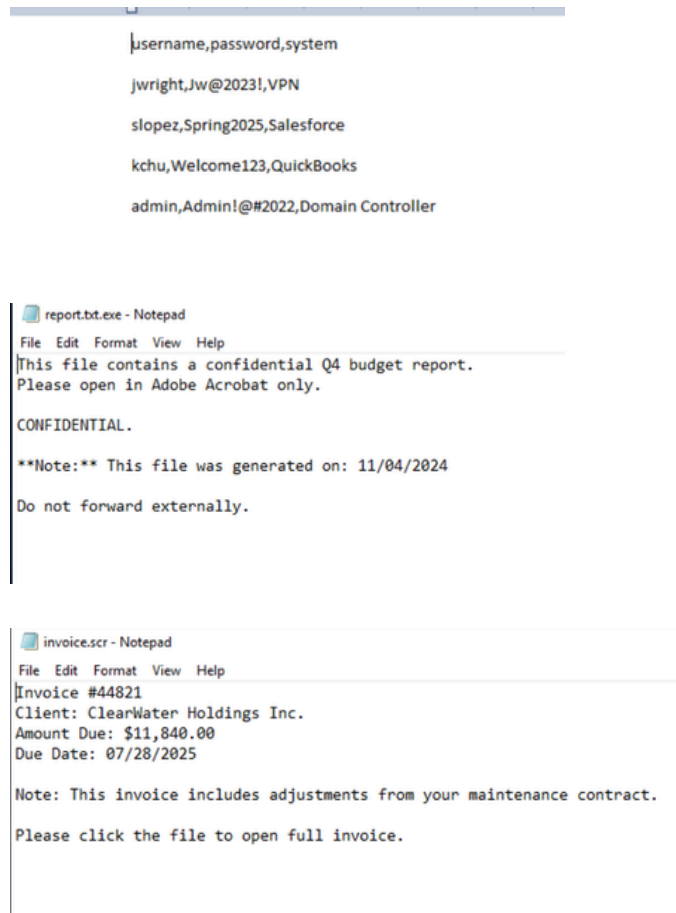 username,password,system
jwright,Jw@2023!,VPN
slopez,Spring2025,Salesforce
kchu,Welcome123,QuickBooks
admin,Admin!@#2022,Domain Controller
report.txt.exe - Notepad
File Edit Format View Help
This file contains a confidential Q4 budget report.
Please open in Adobe Acrobat only.
CONFIDENTIAL.
**Note:** This file was generated on: 11/04/2024
Do not forward externally.
invoice.scr - Notepad
File Edit Format View Help
Invoice #44821
Client: ClearWater Holdings Inc.
Amount Due: $11,840.00
Due Date: 07/28/2025
Note: This invoice includes adjustments from your maintenance contract.
Please click the file to open full invoice.